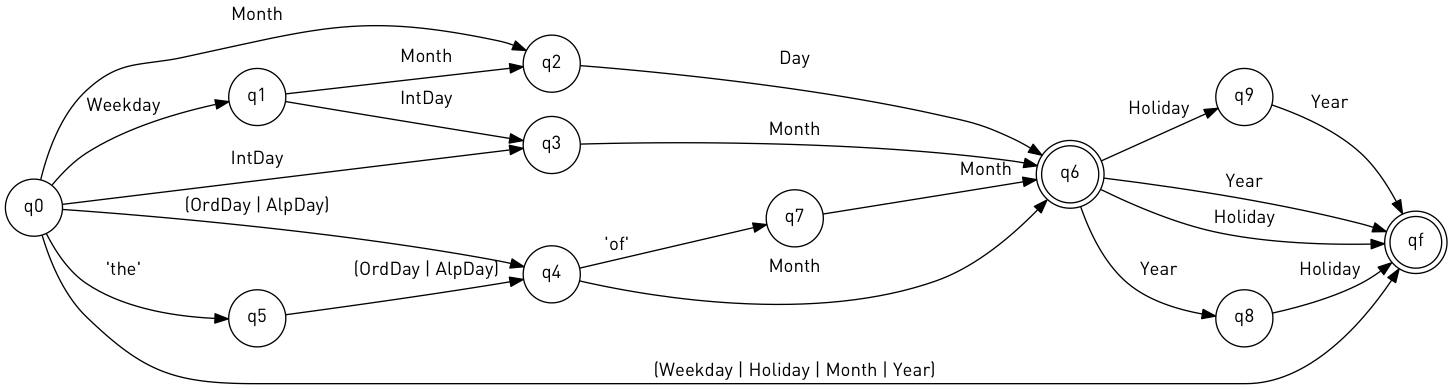 Month
Month
q2
Day
Weekday
q1
IntDay
Holiday
q9
Year
IntDay
q3
Month
Month
q6
Year
q0
(OrdDay | AlpDay)
q7
Holiday
'of'
qf
'the'
(OrdDay | AlpDay)
q4
Month
Year
Holiday
q5
q8
(Weekday | Holiday | Month | Year)